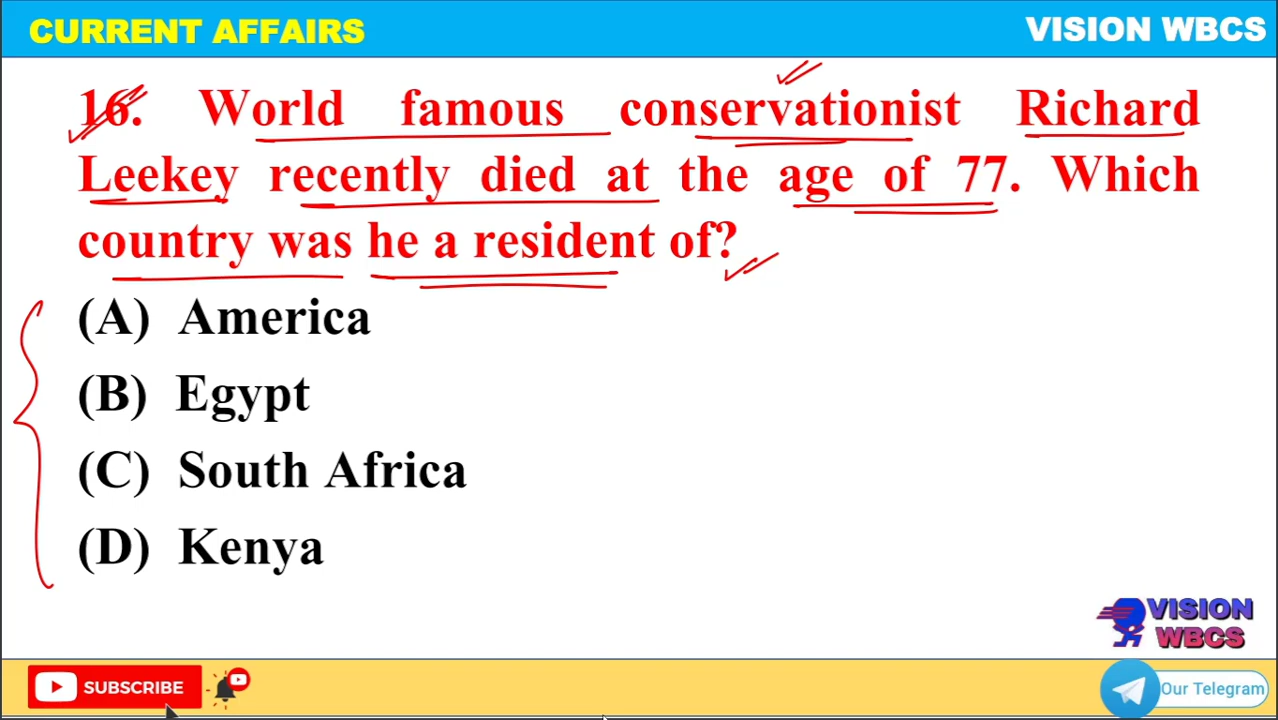 CURRENT AFFAIRS
VISION WBCS
16. World famous conservationist Richard
Leekey recently died at the age of 77. Which
country was he a resident of?
(A) America
(B) Egypt
(C) South Africa
(D) Kenya
VISION
WBCS
SUBSCRIBE
Our Telegram